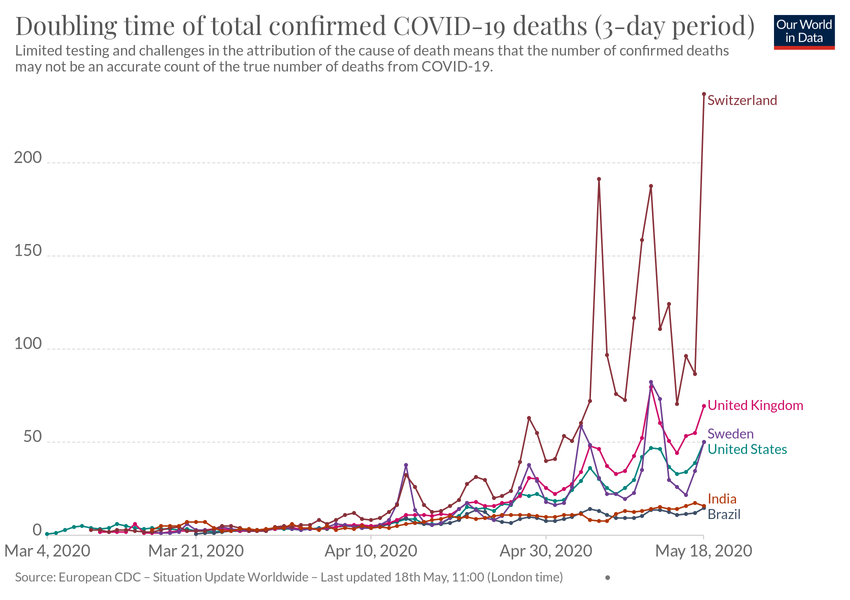 Doubling time of total confirmed COVID-19 deaths (3-day period)
Our World
in Data
Limited testing and challenges in the attribution of the cause of death means that the number of confirmed deaths
may not be an accurate count of the true number of deaths from COVID-19.
Switzerland
200
150
100
United Kingdom
Sweden
50
United States
India
Brazil
0
Mar 4, 2020 Mar 21, 2020 Apr 10, 2020 Apr 30, 2020 May 18, 2020
Source: European CDC – Situation Update Worldwide – Last updated 18th May, 11:00 (London time)